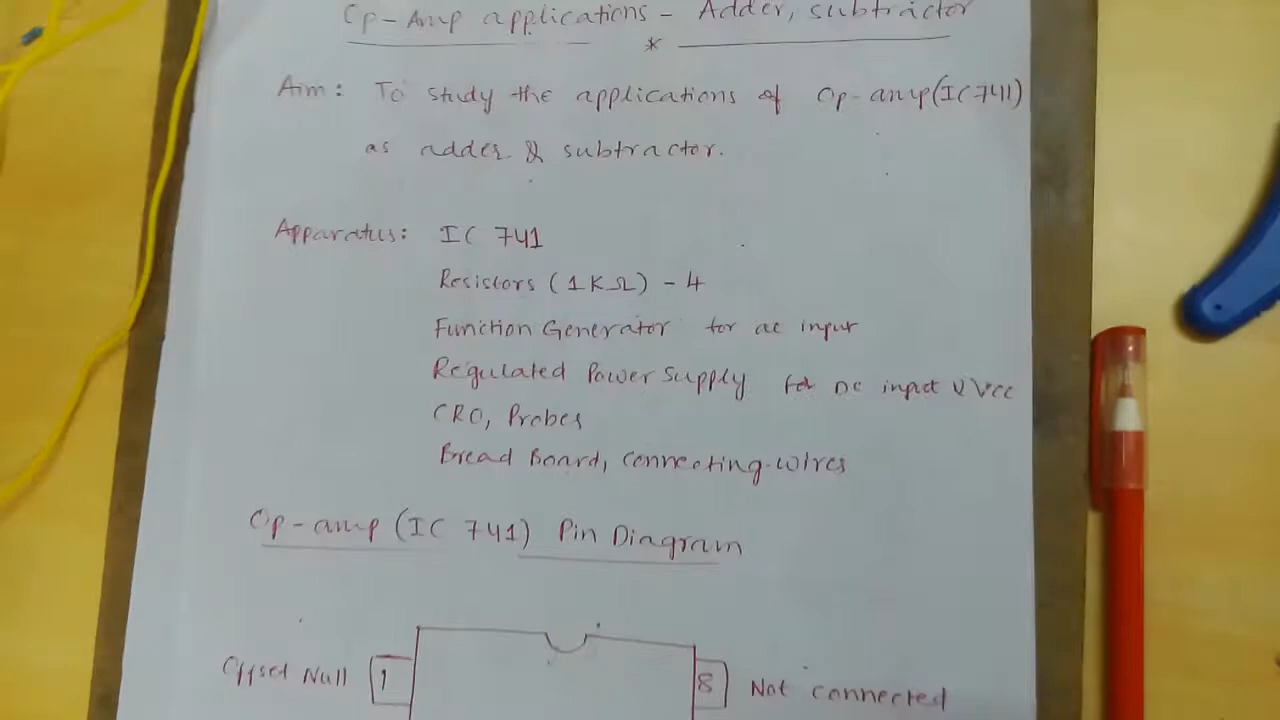 Op-Amp applications - Adder, subtractor
*
Aim: To study the applications of Op-amp(IC741)
as adder & subtractor.
Apparatus: IC 741
Resistors (1KΩ) - 4
Function Generator for ac input
Regulated Power Supply for DC input & Vcc
CRO, Probes
Bread Board, connecting-wires
Op-amp (IC 741) Pin Diagram
Offset Null 1 8 Not connected